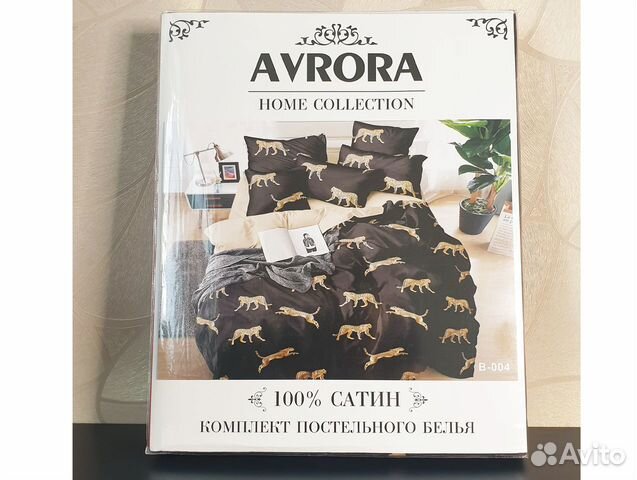 AVRORA
HOME COLLECTION
B-004
100% САТИН
КОМПЛЕКТ ПОСТЕЛЬНОГО БЕЛЬЯ
Avito